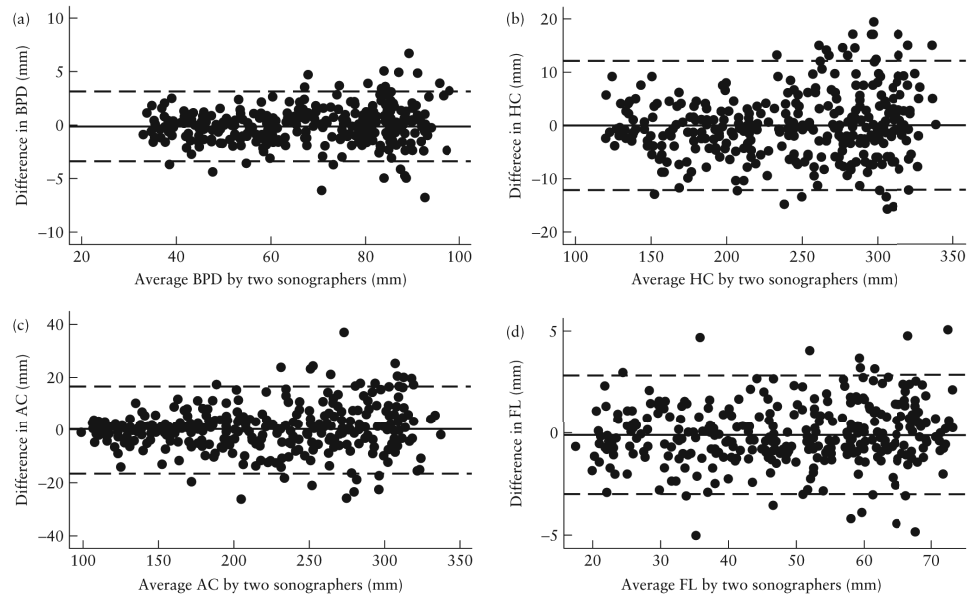 (a)
10
5
0
−5
−10
Difference in BPD (mm)
20 40 60 80 100
Average BPD by two sonographers (mm)
(b)
20
10
0
−10
−20
Differece in HC (mm)
100 150 200 250 300 350
Average HC by two sonographers (mm)
(c)
40
20
0
−20
−40
Difference in AC (mm)
100 150 200 250 300 350
Average AC by two sonographers (mm)
(d)
5
0
−5
Difference in FL (mm)
20 30 40 50 60 70
Average FL by two sonographers (mm)